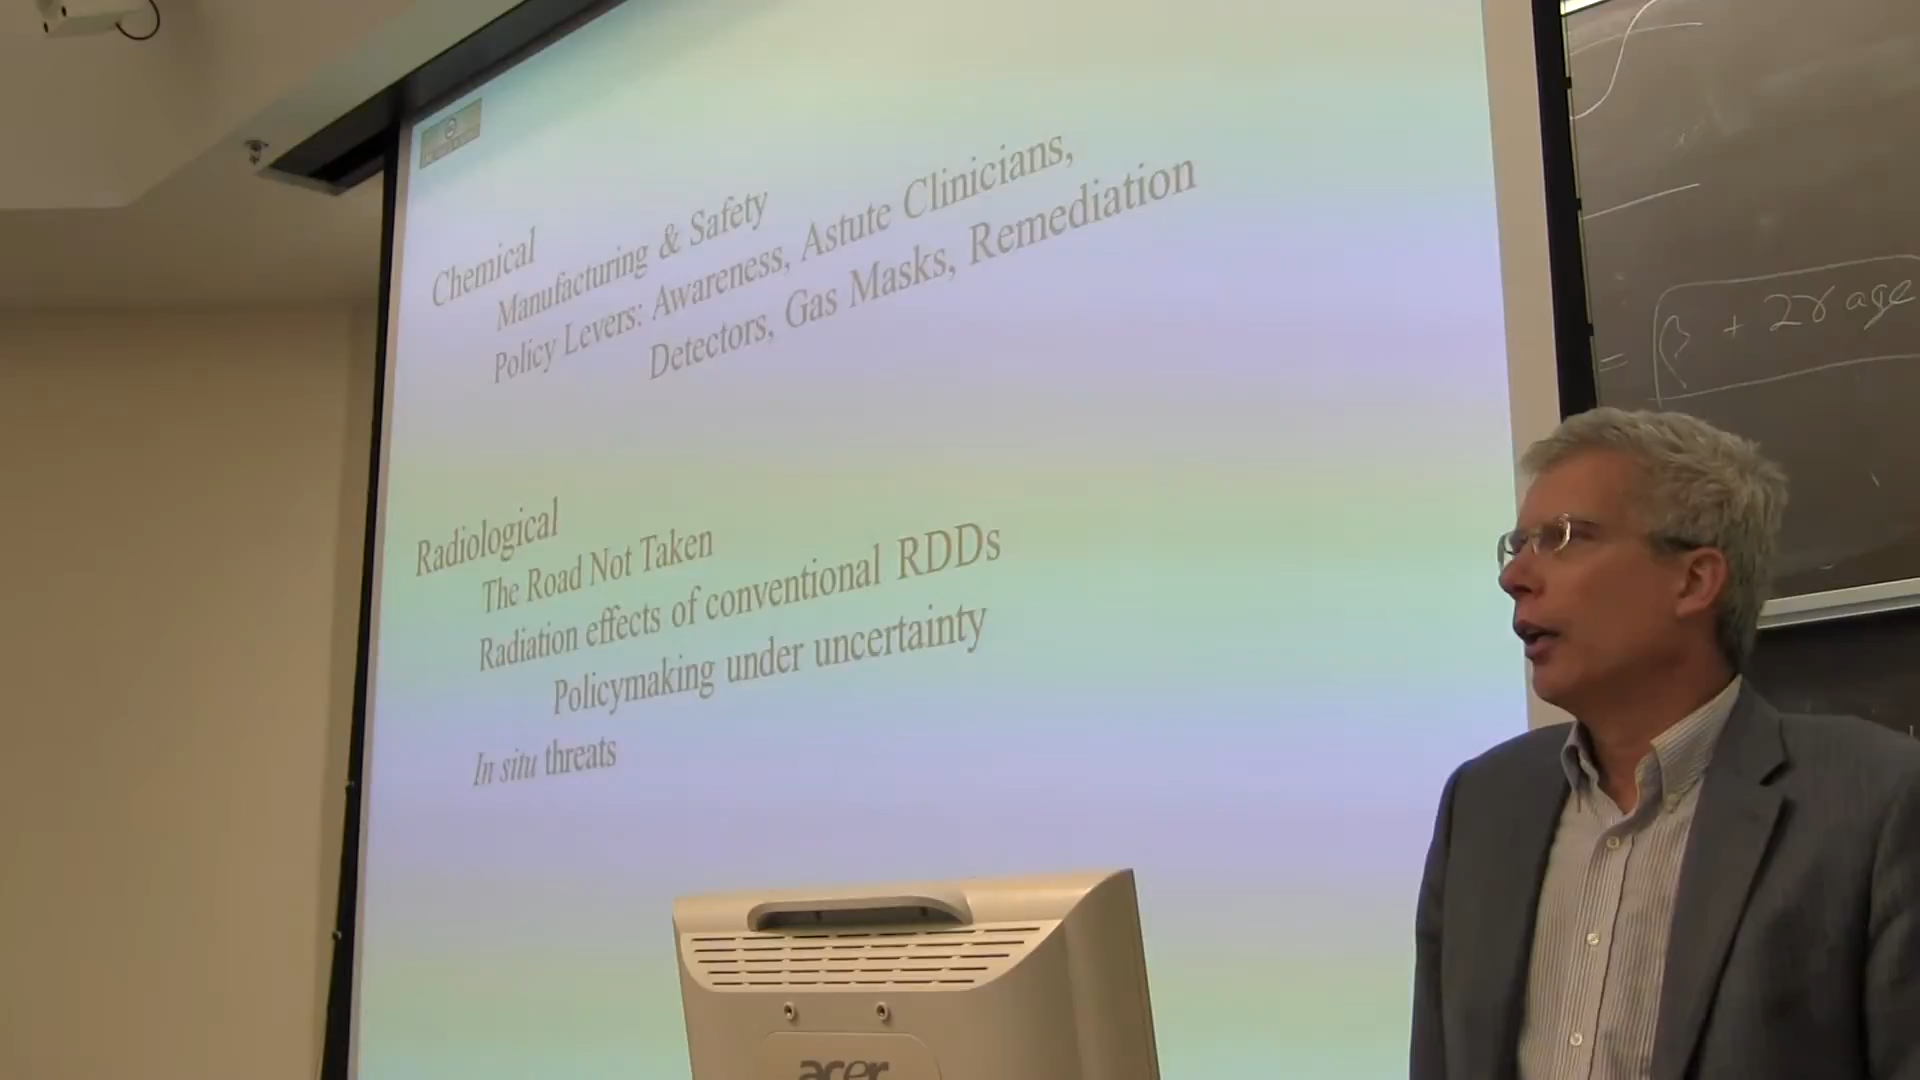 Chemical
Manufacturing & Safety
Policy Levers: Awareness, Astute Clinicians,
Detectors, Gas Masks, Remediation
Radiological
The Road Not Taken
Radiation effects of conventional RDDs
Policymaking under uncertainty
In situ threats
= β + 2γ age
acer